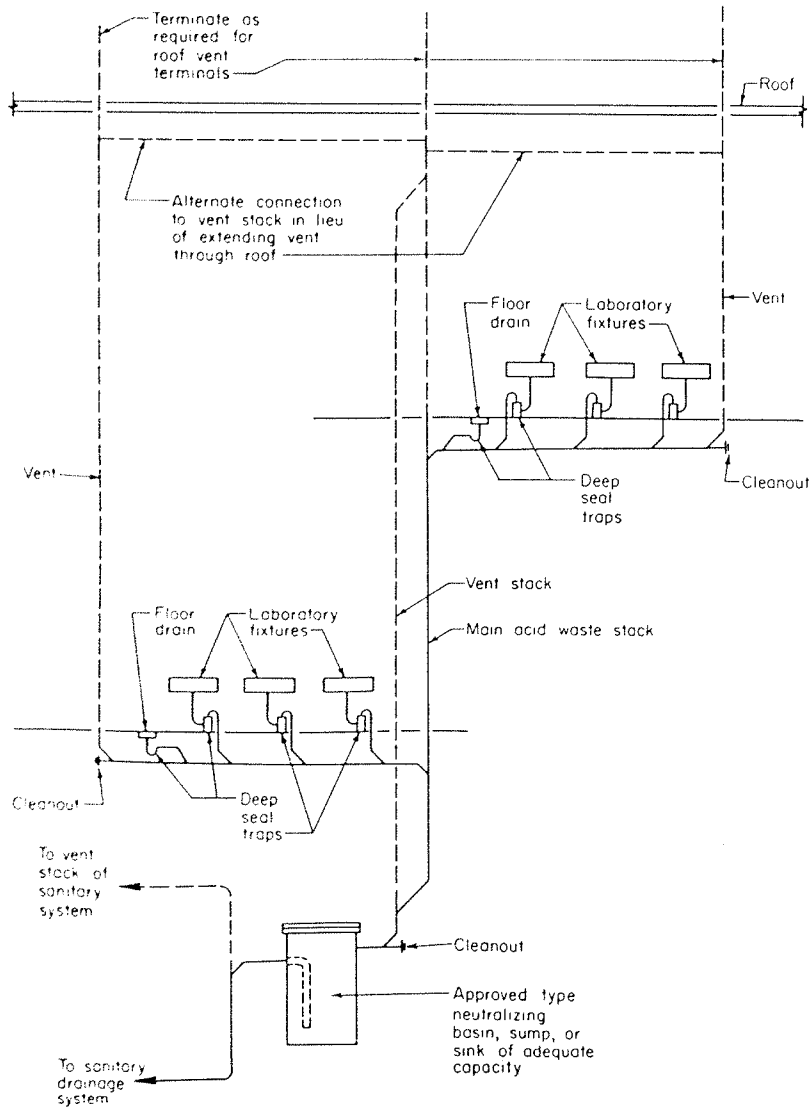 Terminate as
required for
roof vent
terminals
Roof
Alternate connection
to vent stack in lieu
of extending vent
through roof
Floor
drain
Laboratory
fixtures
Vent
Vent
Deep
seal
traps
Cleanout
Vent stack
Floor
drain
Laboratory
fixtures
Main acid waste stack
Cleanout
Deep
seal
traps
To vent
stack of
sanitary
system
Cleanout
Approved type
neutralizing
basin, sump, or
sink of adequate
capacity
To sanitary
drainage
system